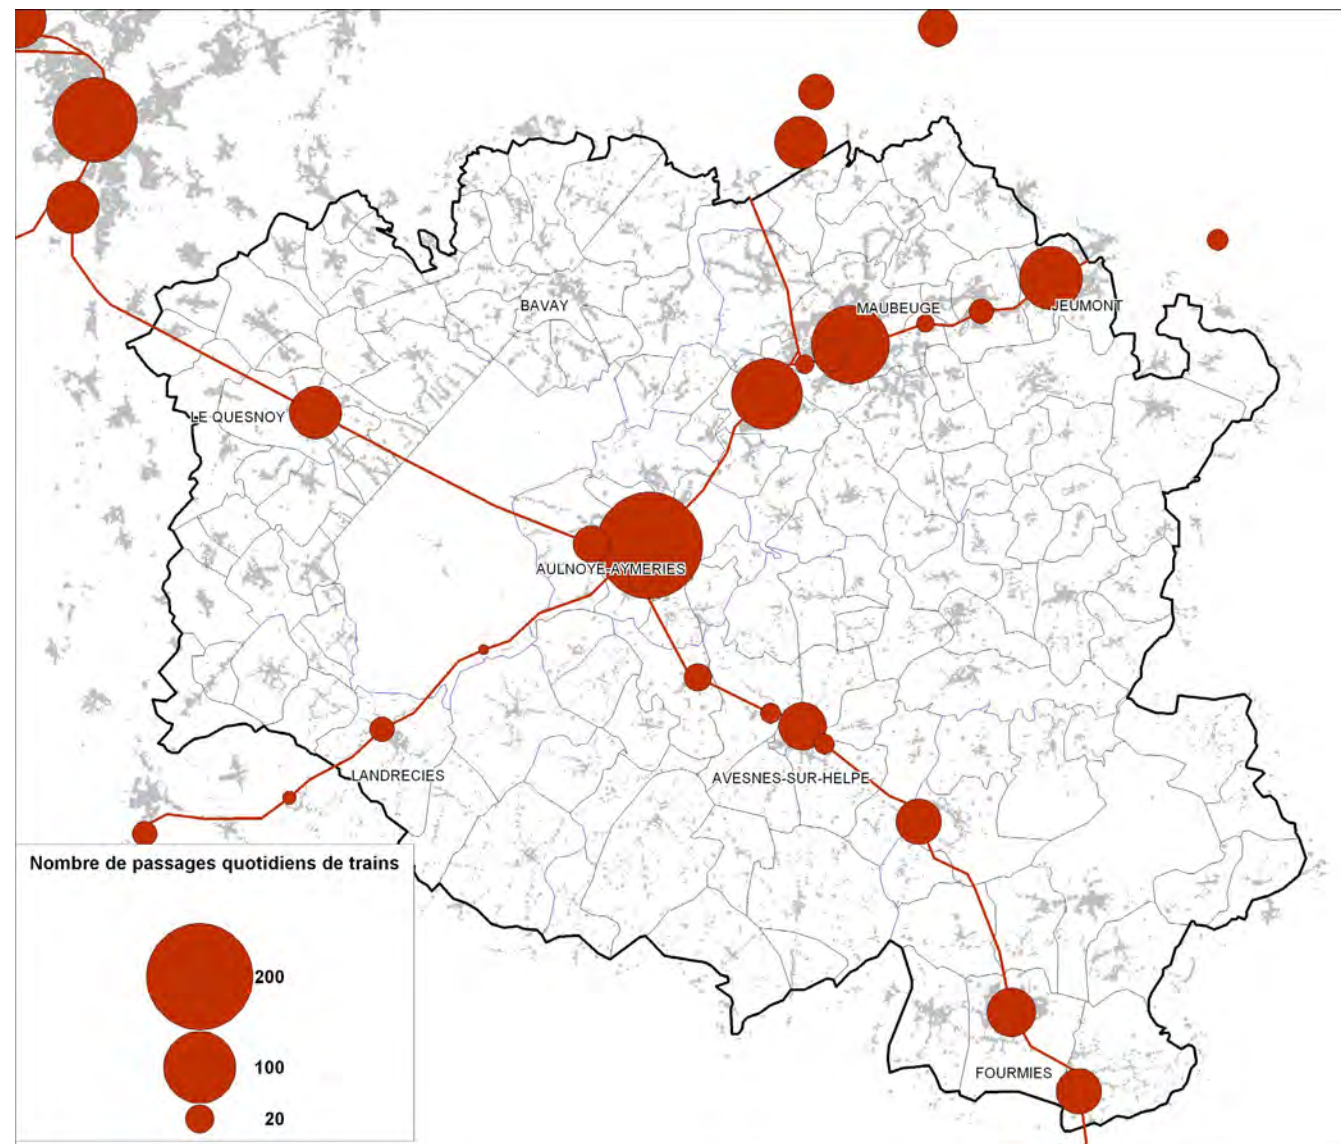 BAVAY
MAUBEUGE
JEUMONT
LE QUESNOY
AULNOYE-AYMERIES
LANDRECIES
AVESNES-SUR-HELPE
Nombre de passages quotidiens de trains
200
100
20
FOURMIES